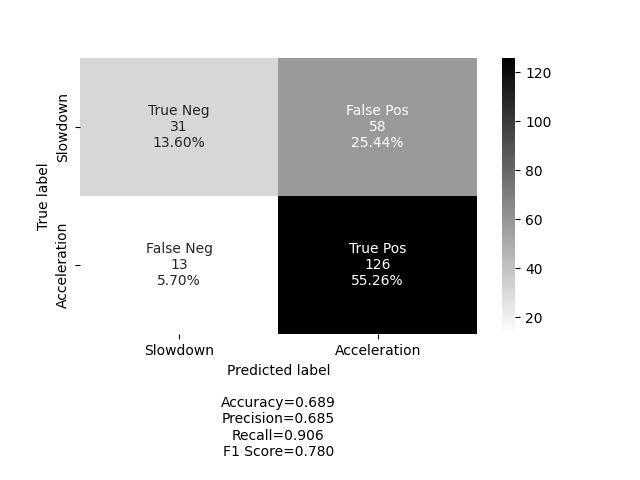 True Neg
31
13.60%
False Pos
58
25.44%
False Neg
13
5.70%
True Pos
126
55.26%
Slowdown
Acceleration
True label
Slowdown
Acceleration
Predicted label
Accuracy=0.689
Precision=0.685
Recall=0.906
F1 Score=0.780
120
100
80
60
40
20